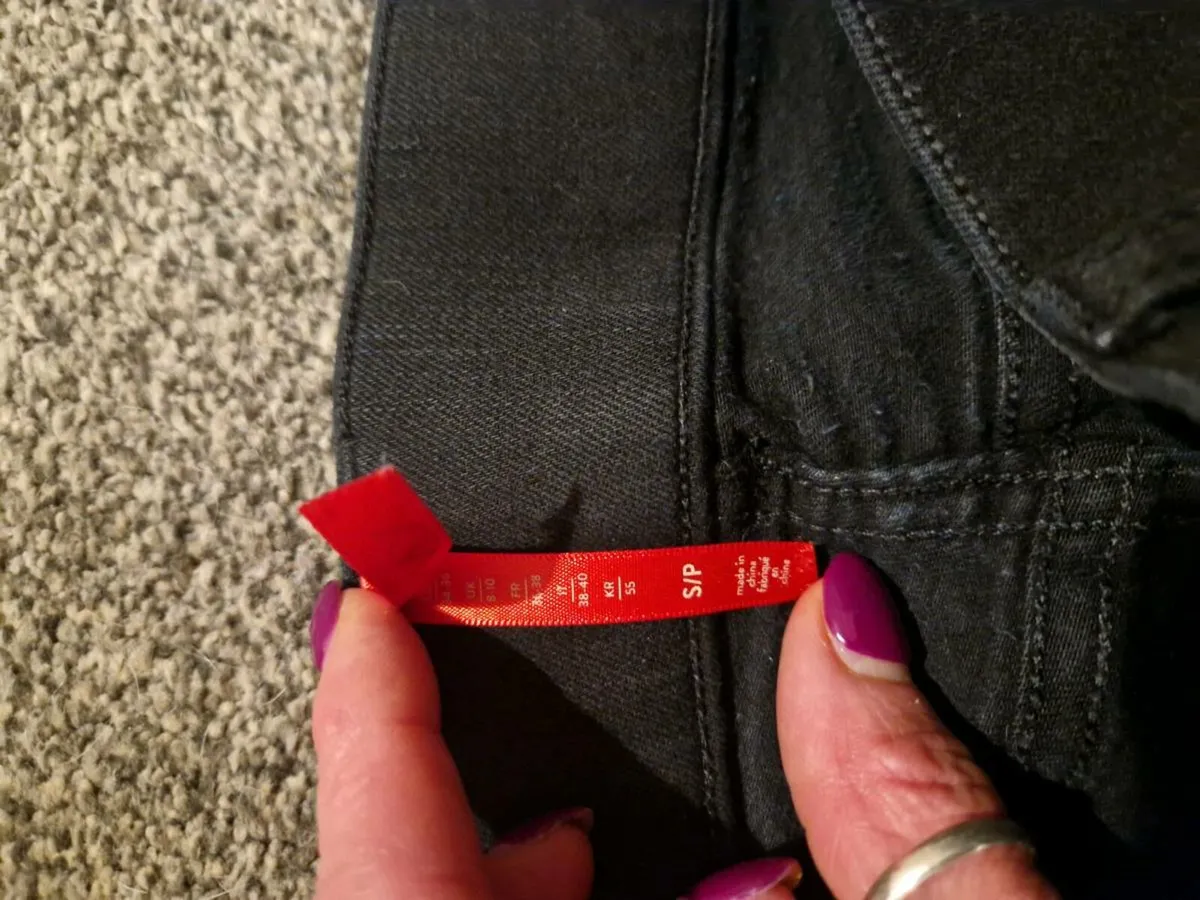 UK
8-10
FR
36-38
IT
38-40
KR
55
S/P
made in
china
fabriqué
en
chine